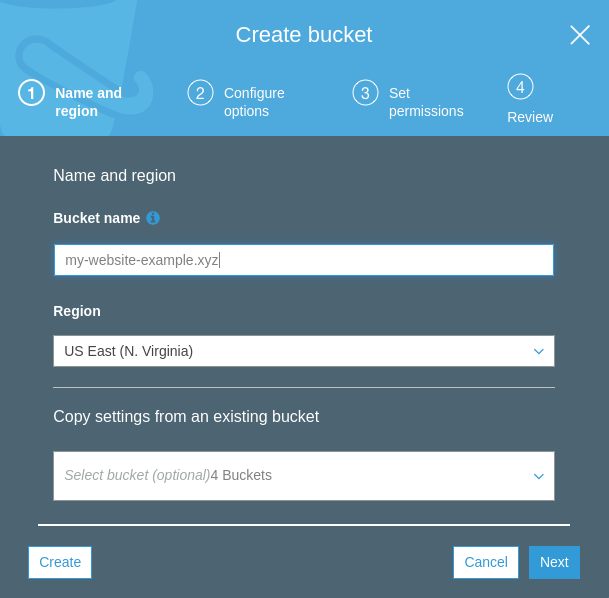 Create bucket
1 Name and
region
2 Configure
options
3 Set
permissions
4
Review
Name and region
Bucket name
my-website-example.xyz
Region
US East (N. Virginia)
Copy settings from an existing bucket
Select bucket (optional)4 Buckets
Create Cancel Next